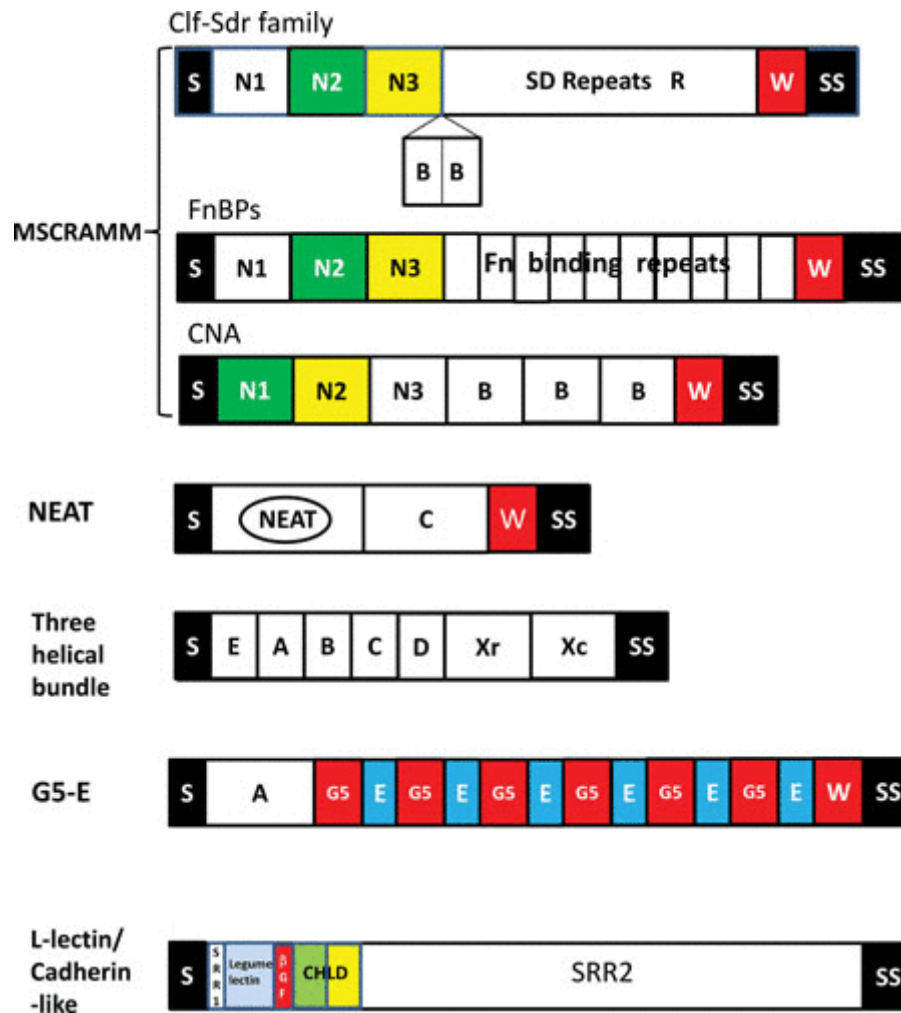 Clf-Sdr family
S N1 N2 N3 SD Repeats R W SS
B B
MSCRAMM
FnBPs
S N1 N2 N3 Fn binding repeats W SS
CNA
S N1 N2 N3 B B B W SS
NEAT
S NEAT C W SS
Three
helical
bundle
S E A B C D Xr Xc SS
G5-E
S A G5 E G5 E G5 E G5 E G5 E G5 E W SS
L-lectin/
Cadherin
-like
S SRR1 Legume
lectin
βGF CHLD SRR2 SS